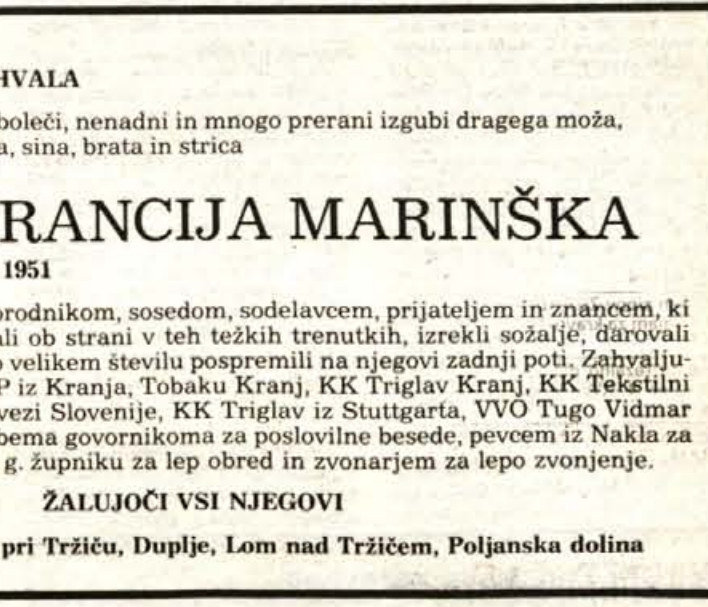 HVALA
boleči, nenadni in mnogo prerani izgubi dragega moža,
a, sina, brata in strica
RANCIJA MARINŠKA
1951
orodnikom, sosedom, sodelavcem, prijateljem in znancem, ki
ali ob strani v teh težkih trenutkih, izrekli sožalje, darovali
o velikem številu pospremili na njegovi zadnji poti. Zahvalju-
P iz Kranja, Tobaku Kranj, KK Triglav Kranj, KK Tekstilni
vezi Slovenije, KK Triglav iz Stuttgarta, VVO Tugo Vidmar
bema govornikoma za poslovilne besede, pevcem iz Nakla za
g. župniku za lep obred in zvonarjem za lepo zvonjenje.
ŽALUJOČI VSI NJEGOVI
pri Tržiču, Duplje, Lom nad Tržičem, Poljanska dolina